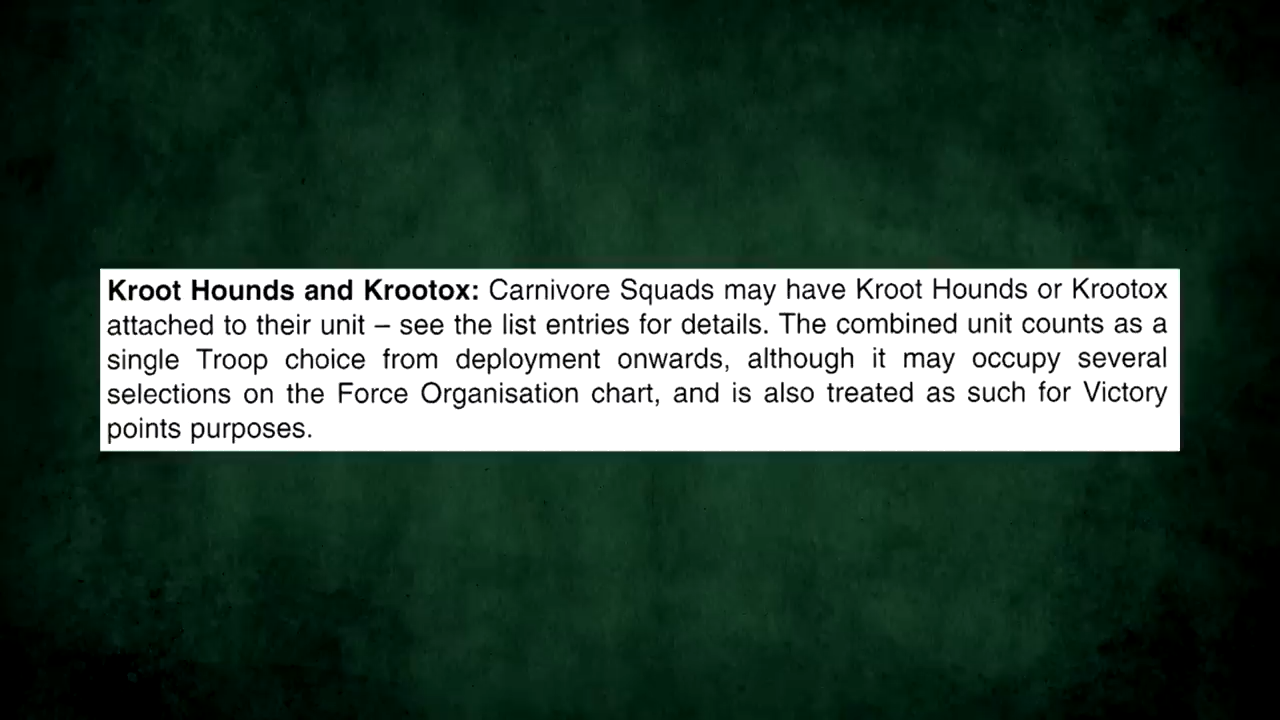 Kroot Hounds and Krootox: Carnivore Squads may have Kroot Hounds or Krootox
attached to their unit – see the list entries for details. The combined unit counts as a
single Troop choice from deployment onwards, although it may occupy several
selections on the Force Organisation chart, and is also treated as such for Victory
points purposes.